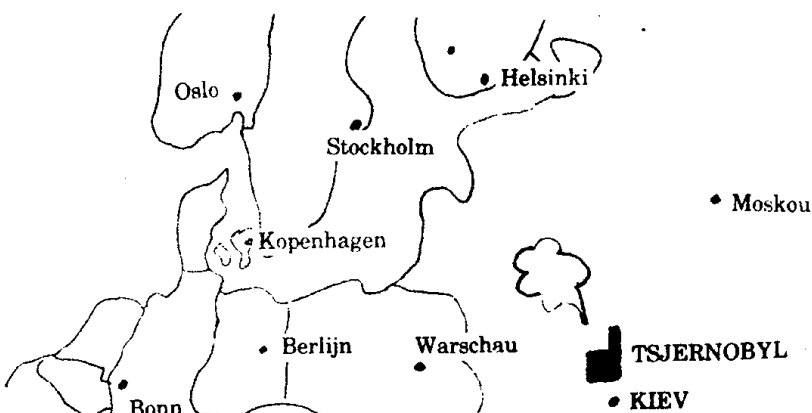 Helsinki
Oslo
Stockholm
Moskou
Kopenhagen
Berlijn
Warschau
TSJERNOBYL
Bonn
KIEV